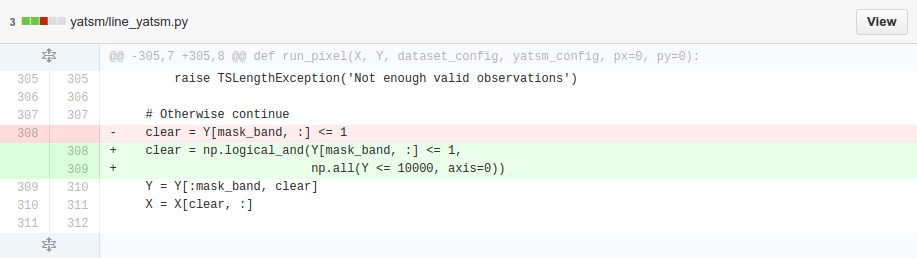 3 yatsm/line_yatsm.py View
@@ -305,7 +305,8 @@ def run_pixel(X, Y, dataset_config, yatsm_config, px=0, py=0):
305 305 raise TSLengthException('Not enough valid observations')
306 306
307 307 # Otherwise continue
308 - clear = Y[mask_band, :] <= 1
308 + clear = np.logical_and(Y[mask_band, :] <= 1,
309 + np.all(Y <= 10000, axis=0))
309 310 Y = Y[:mask_band, clear]
310 311 X = X[clear, :]
311 312